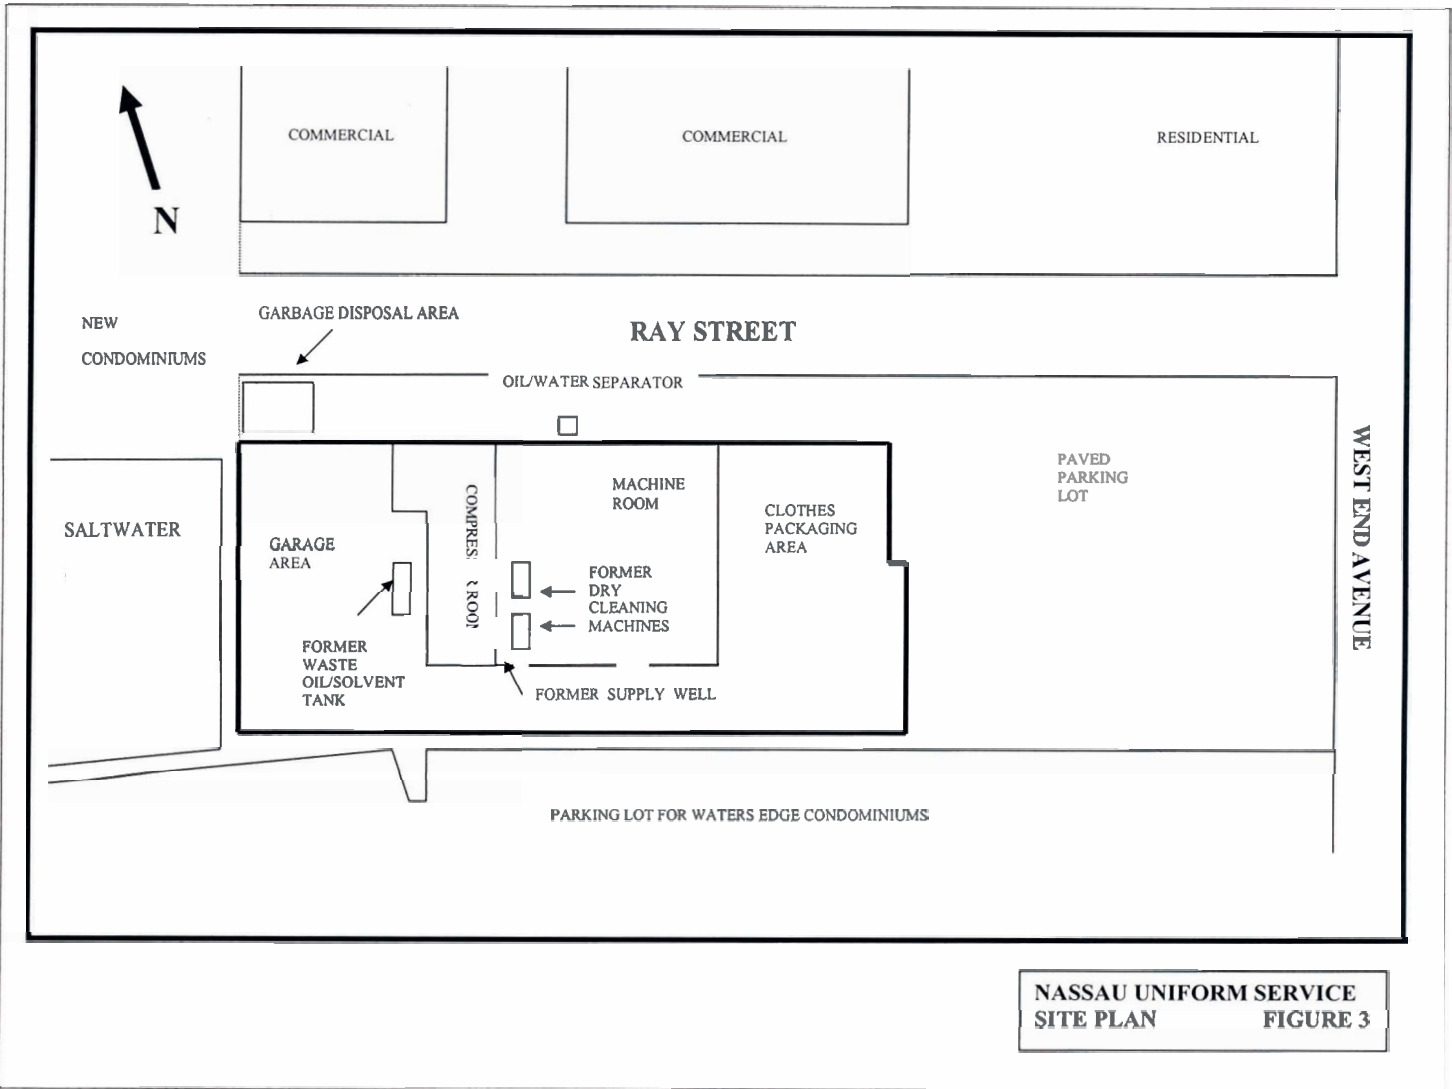 COMMERCIAL
COMMERCIAL
RESIDENTIAL
N
NEW
CONDOMINIUMS
GARBAGE DISPOSAL AREA
RAY STREET
OIL/WATER SEPARATOR
SALTWATER
GARAGE
AREA
MACHINE
ROOM
CLOTHES
PACKAGING
AREA
PAVED
PARKING
LOT
WEST END AVENUE
FORMER
DRY
CLEANING
MACHINES
FORMER
WASTE
OIL/SOLVENT
TANK
FORMER SUPPLY WELL
PARKING LOT FOR WATERS EDGE CONDOMINIUMS
NASSAU UNIFORM SERVICE
SITE PLAN FIGURE 3